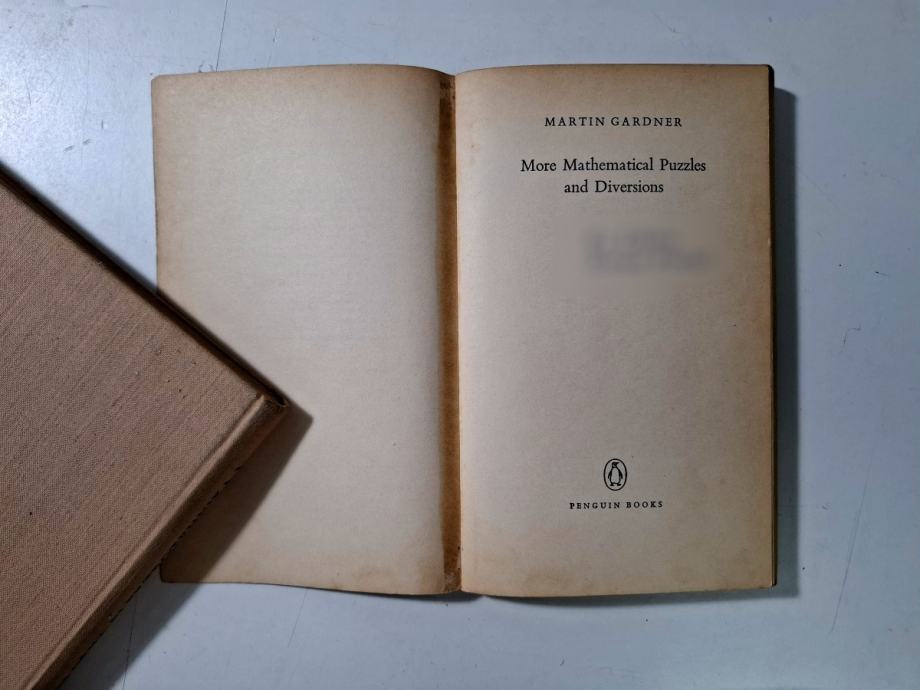 MARTIN GARDNER
More Mathematical Puzzles
and Diversions
PENGUIN BOOKS